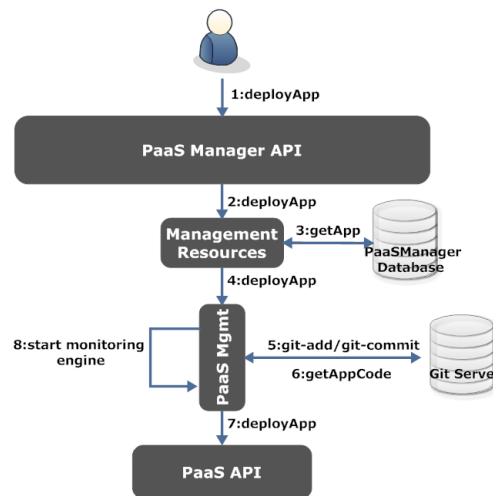 1:deployApp
PaaS Manager API
2:deployApp
Management
Resources
3:getApp
PaaSManager
Database
4:deployApp
8:start monitoring
engine
PaaS Mgmt
5:git-add/git-commit
6:getAppCode
Git Server
7:deployApp
PaaS API